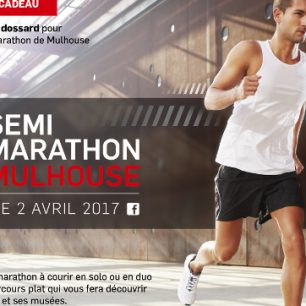 CADEAU
dossard pour
arathon de Mulhouse
SEMI
MARATHON
MULHOUSE
E 2 AVRIL 2017 f
marathon à courir en solo ou en duo
cours plat qui vous fera découvrir
et ses musées.